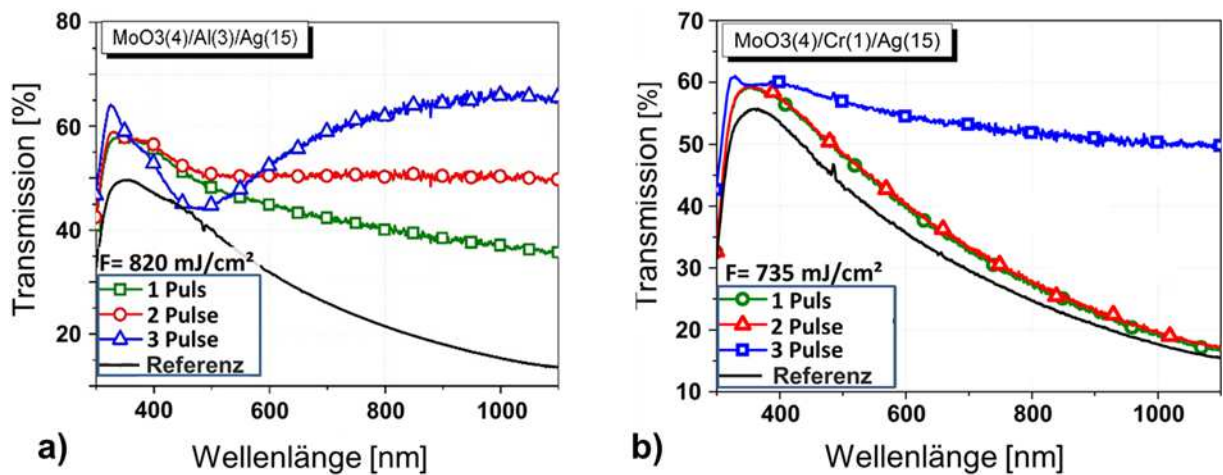 MoO3(4)/Al(3)/Ag(15)
Transmission [%]
80
60
40
20
F= 820 mJ/cm²
1 Puls
2 Pulse
3 Pulse
Referenz
400
600
800
1000
Wellenlänge [nm]
a)
MoO3(4)/Cr(1)/Ag(15)
Transmission [%]
70
60
50
40
30
20
10
F= 735 mJ/cm²
1 Puls
2 Pulse
3 Pulse
Referenz
400
600
800
1000
Wellenlänge [nm]
b)